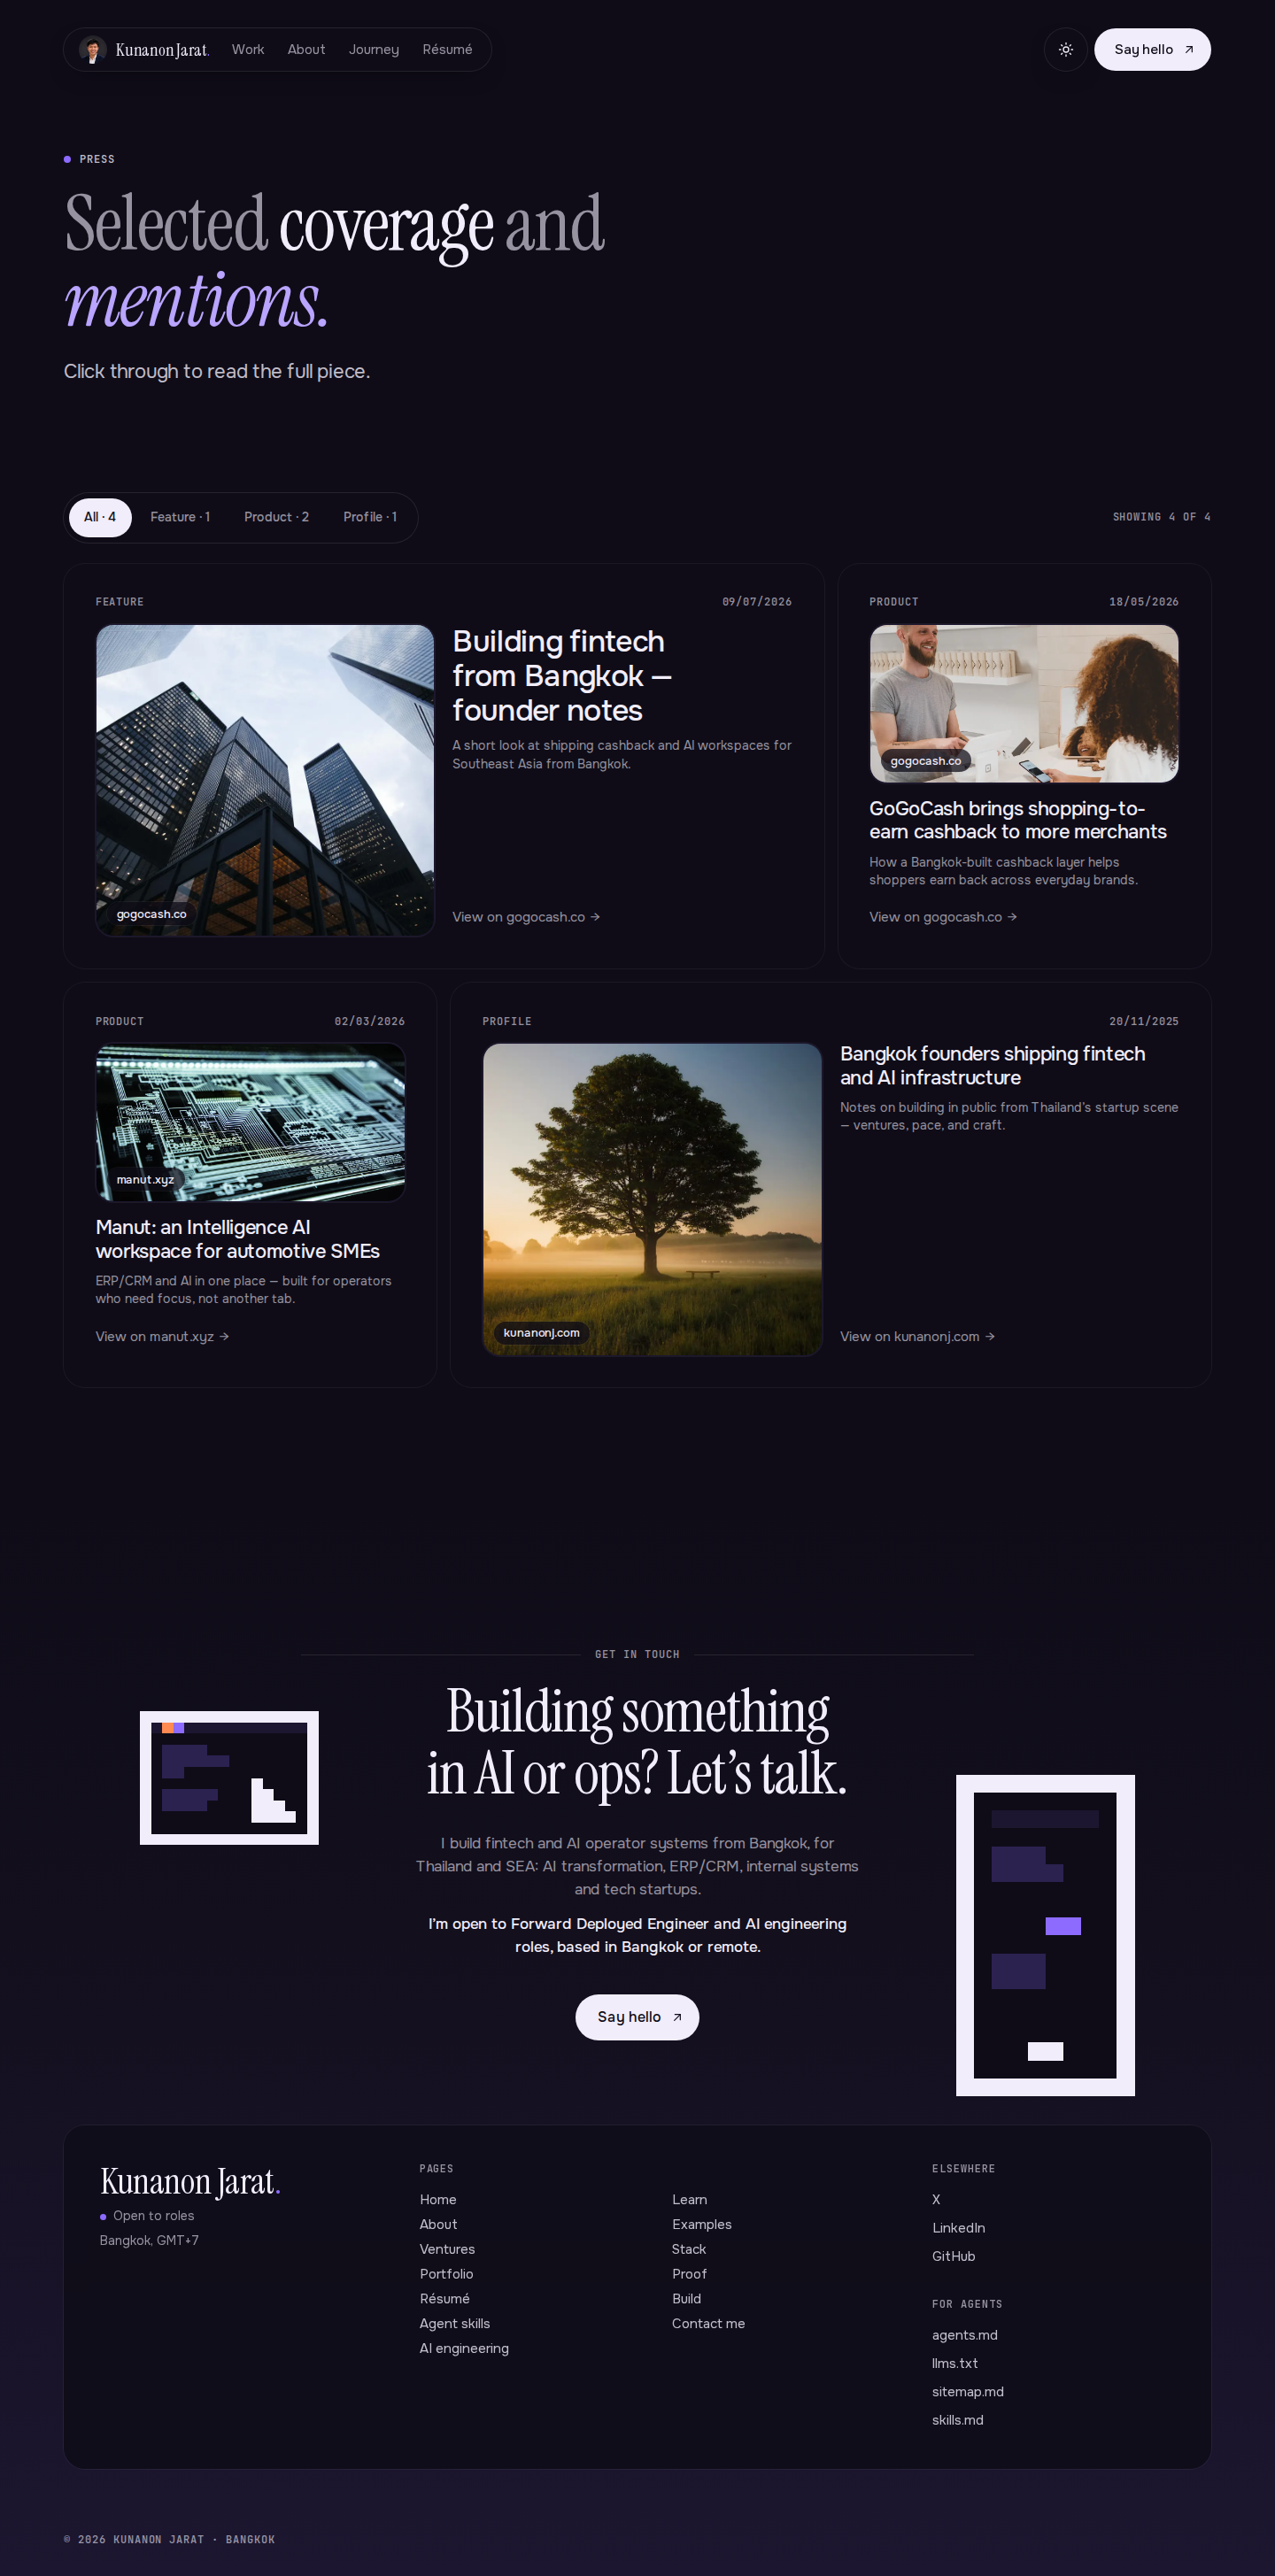 Kunanon Jarat.
Work
About
Journey
Résumé
Say hello
PRESS
Selected coverage and
mentions.
Click through to read the full piece.
All · 4
Feature · 1
Product · 2
Profile · 1
SHOWING 4 OF 4
FEATURE
09/07/2026
gogocash.co
Building fintech
from Bangkok —
founder notes
A short look at shipping cashback and AI workspaces for
Southeast Asia from Bangkok.
View on gogocash.co →
PRODUCT
18/05/2026
gogocash.co
GoGoCash brings shopping-to-
earn cashback to more merchants
How a Bangkok-built cashback layer helps
shoppers earn back across everyday brands.
View on gogocash.co →
PRODUCT
02/03/2026
manut.xyz
Manut: an Intelligence AI
workspace for automotive SMEs
ERP/CRM and AI in one place — built for operators
who need focus, not another tab.
View on manut.xyz →
PROFILE
20/11/2025
kunanonj.com
Bangkok founders shipping fintech
and AI infrastructure
Notes on building in public from Thailand’s startup scene
— ventures, pace, and craft.
View on kunanonj.com →
GET IN TOUCH
Building something
in AI or ops? Let’s talk.
I build fintech and AI operator systems from Bangkok, for
Thailand and SEA: AI transformation, ERP/CRM, internal systems
and tech startups.
I’m open to Forward Deployed Engineer and AI engineering
roles, based in Bangkok or remote.
Say hello
Kunanon Jarat.
Open to roles
Bangkok, GMT+7
PAGES
Home
About
Ventures
Portfolio
Résumé
Agent skills
AI engineering
Learn
Examples
Stack
Proof
Build
Contact me
ELSEWHERE
X
LinkedIn
GitHub
FOR AGENTS
agents.md
llms.txt
sitemap.md
skills.md
© 2026 KUNANON JARAT · BANGKOK